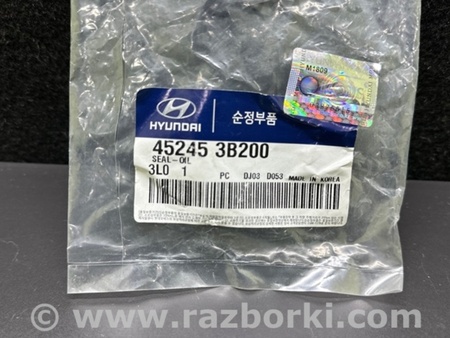 M1809
HYUNDAI
순정부품
45245 3B200
SEAL-OIL
3L0 1
PC DJ03 D053 MADE IN KOREA
www.razborki.com